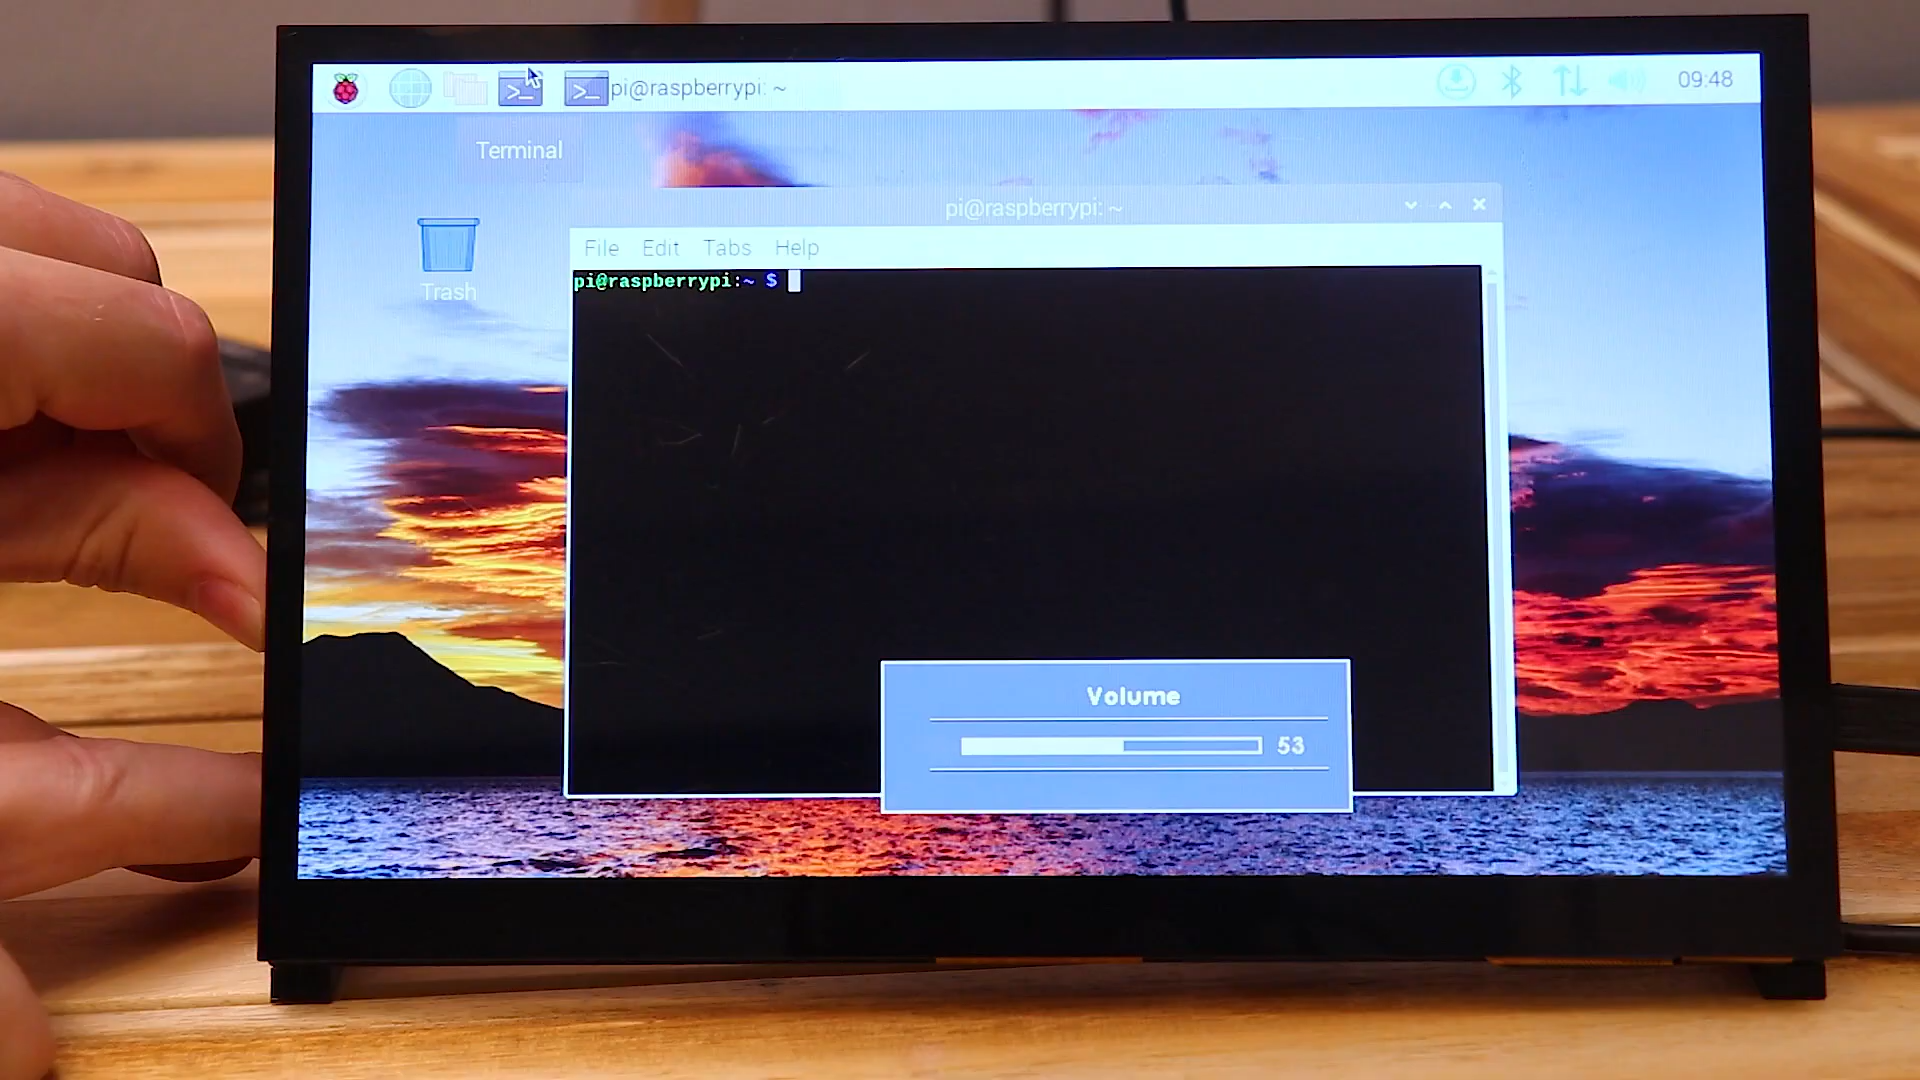 pi@raspberrypi: ~
09:48
Terminal
Trash
pi@raspberrypi: ~
File Edit Tabs Help
pi@raspberrypi:~ $
Volume
53